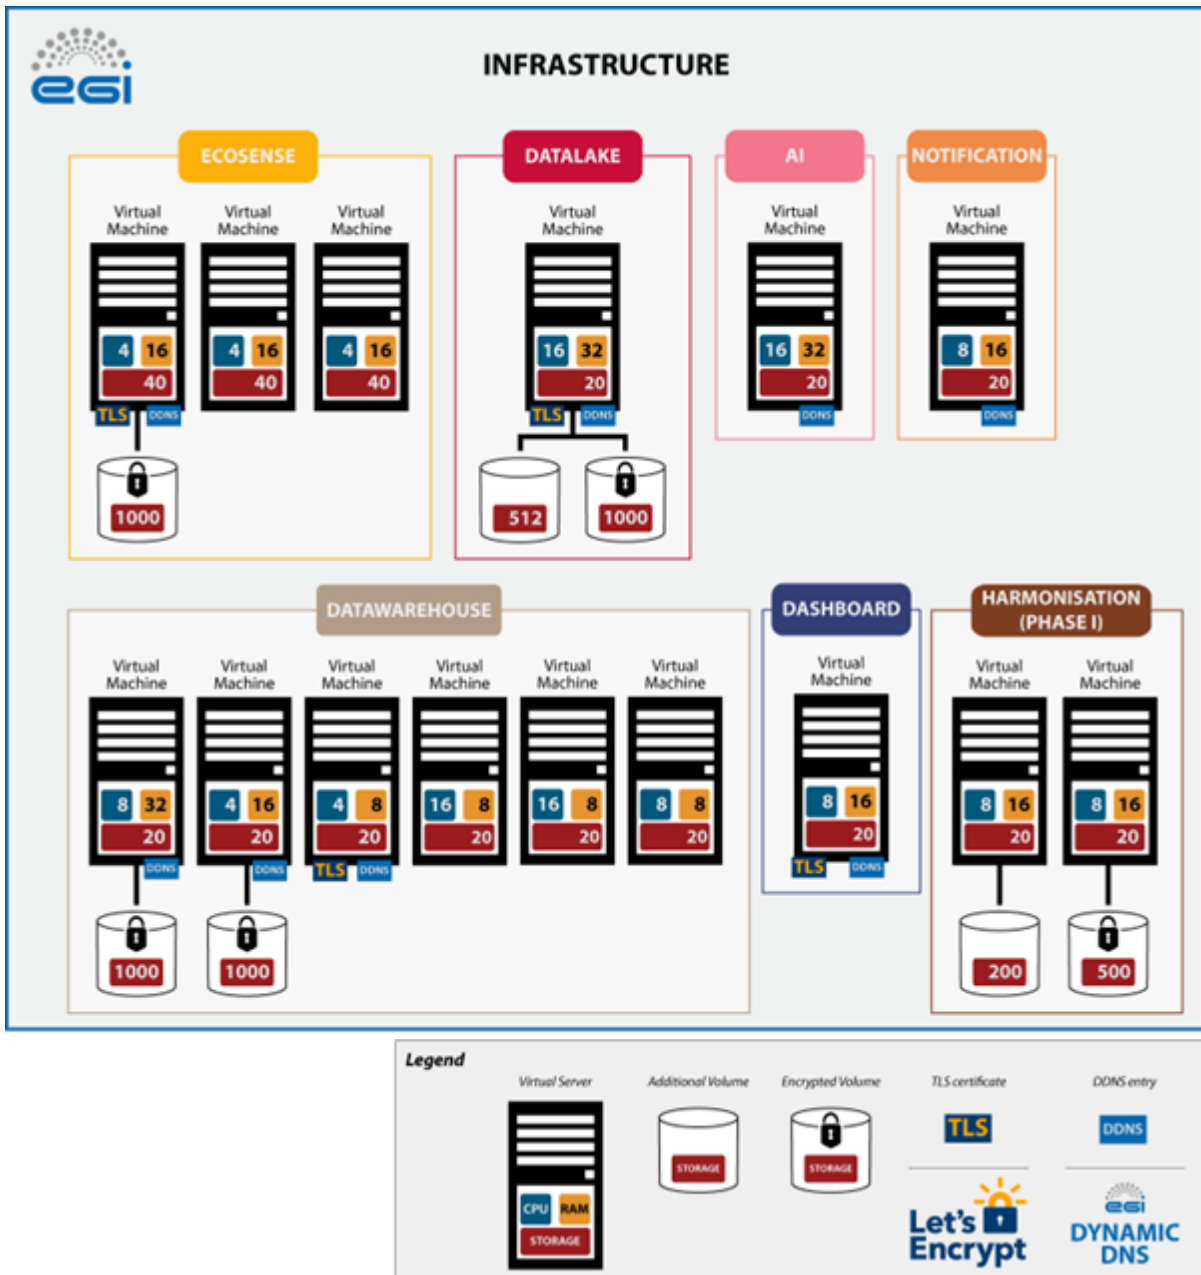 egi
INFRASTRUCTURE
ECOSENSE
DATALAKE
AI
NOTIFICATION
Virtual
Machine
Virtual
Machine
Virtual
Machine
Virtual
Machine
Virtual
Machine
Virtual
Machine
4 16
40
4 16
40
4 16
40
16 32
20
16 32
20
8 16
20
TLS DDNS
TLS DDNS
DDNS
DDNS
1000
512
1000
DATAWAREHOUSE
DASHBOARD
HARMONISATION
(PHASE I)
Virtual
Machine
Virtual
Machine
Virtual
Machine
Virtual
Machine
Virtual
Machine
Virtual
Machine
Virtual
Machine
Virtual
Machine
Virtual
Machine
8 32
20
4 16
20
4 8
20
16 8
20
16 8
20
8 8
20
8 16
20
8 16
20
8 16
20
DDNS
DDNS
TLS DDNS
TLS DDNS
1000
1000
200
500
Legend
Virtual Server
Additional Volume
Encrypted Volume
TLS certificate
DDNS entry
CPU RAM
STORAGE
STORAGE
STORAGE
TLS
DDNS
Let's
Encrypt
egi
DYNAMIC
DNS